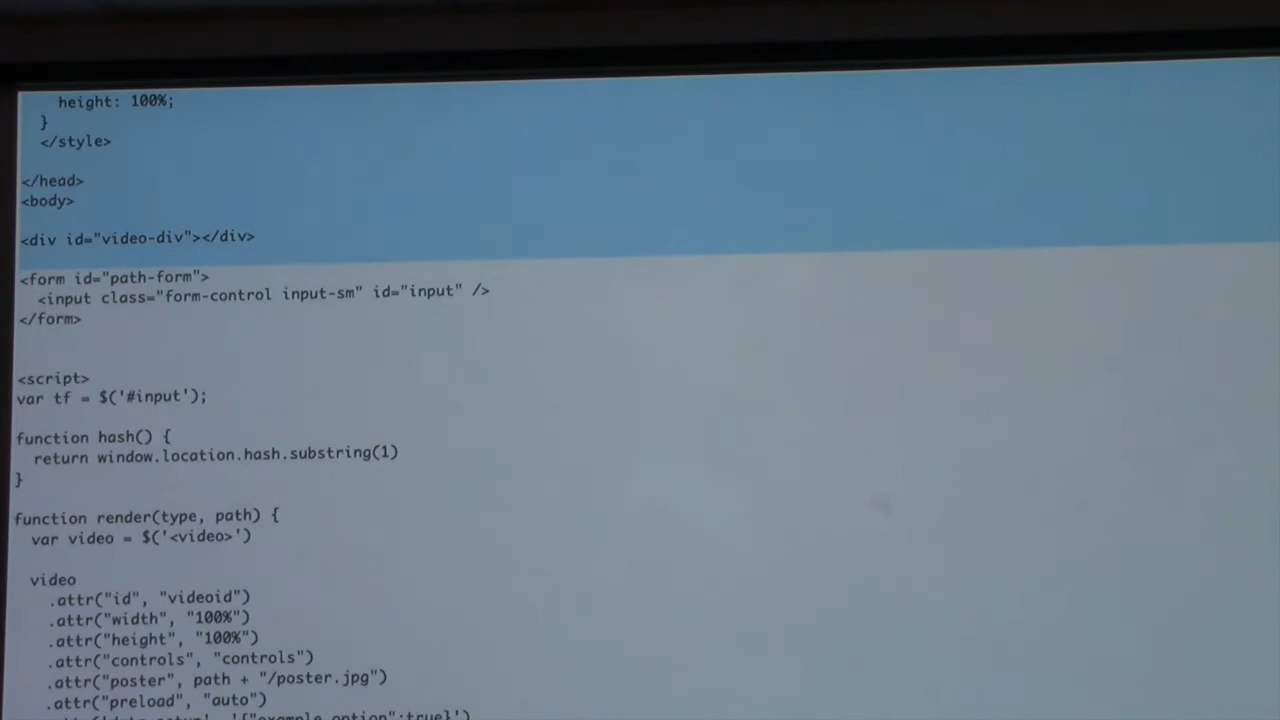 height: 100%;
}
</style>
</head>
<body>
<div id="video-div"></div>
<form id="path-form">
<input class="form-control input-sm" id="input" />
</form>
<script>
var tf = $('#input');
function hash() {
return window.location.hash.substring(1)
}
function render(type, path) {
var video = $('<video>')
video
.attr("id", "videoid")
.attr("width", "100%")
.attr("height", "100%")
.attr("controls", "controls")
.attr("poster", path + "/poster.jpg")
.attr("preload", "auto")
'{"example_option":true}')